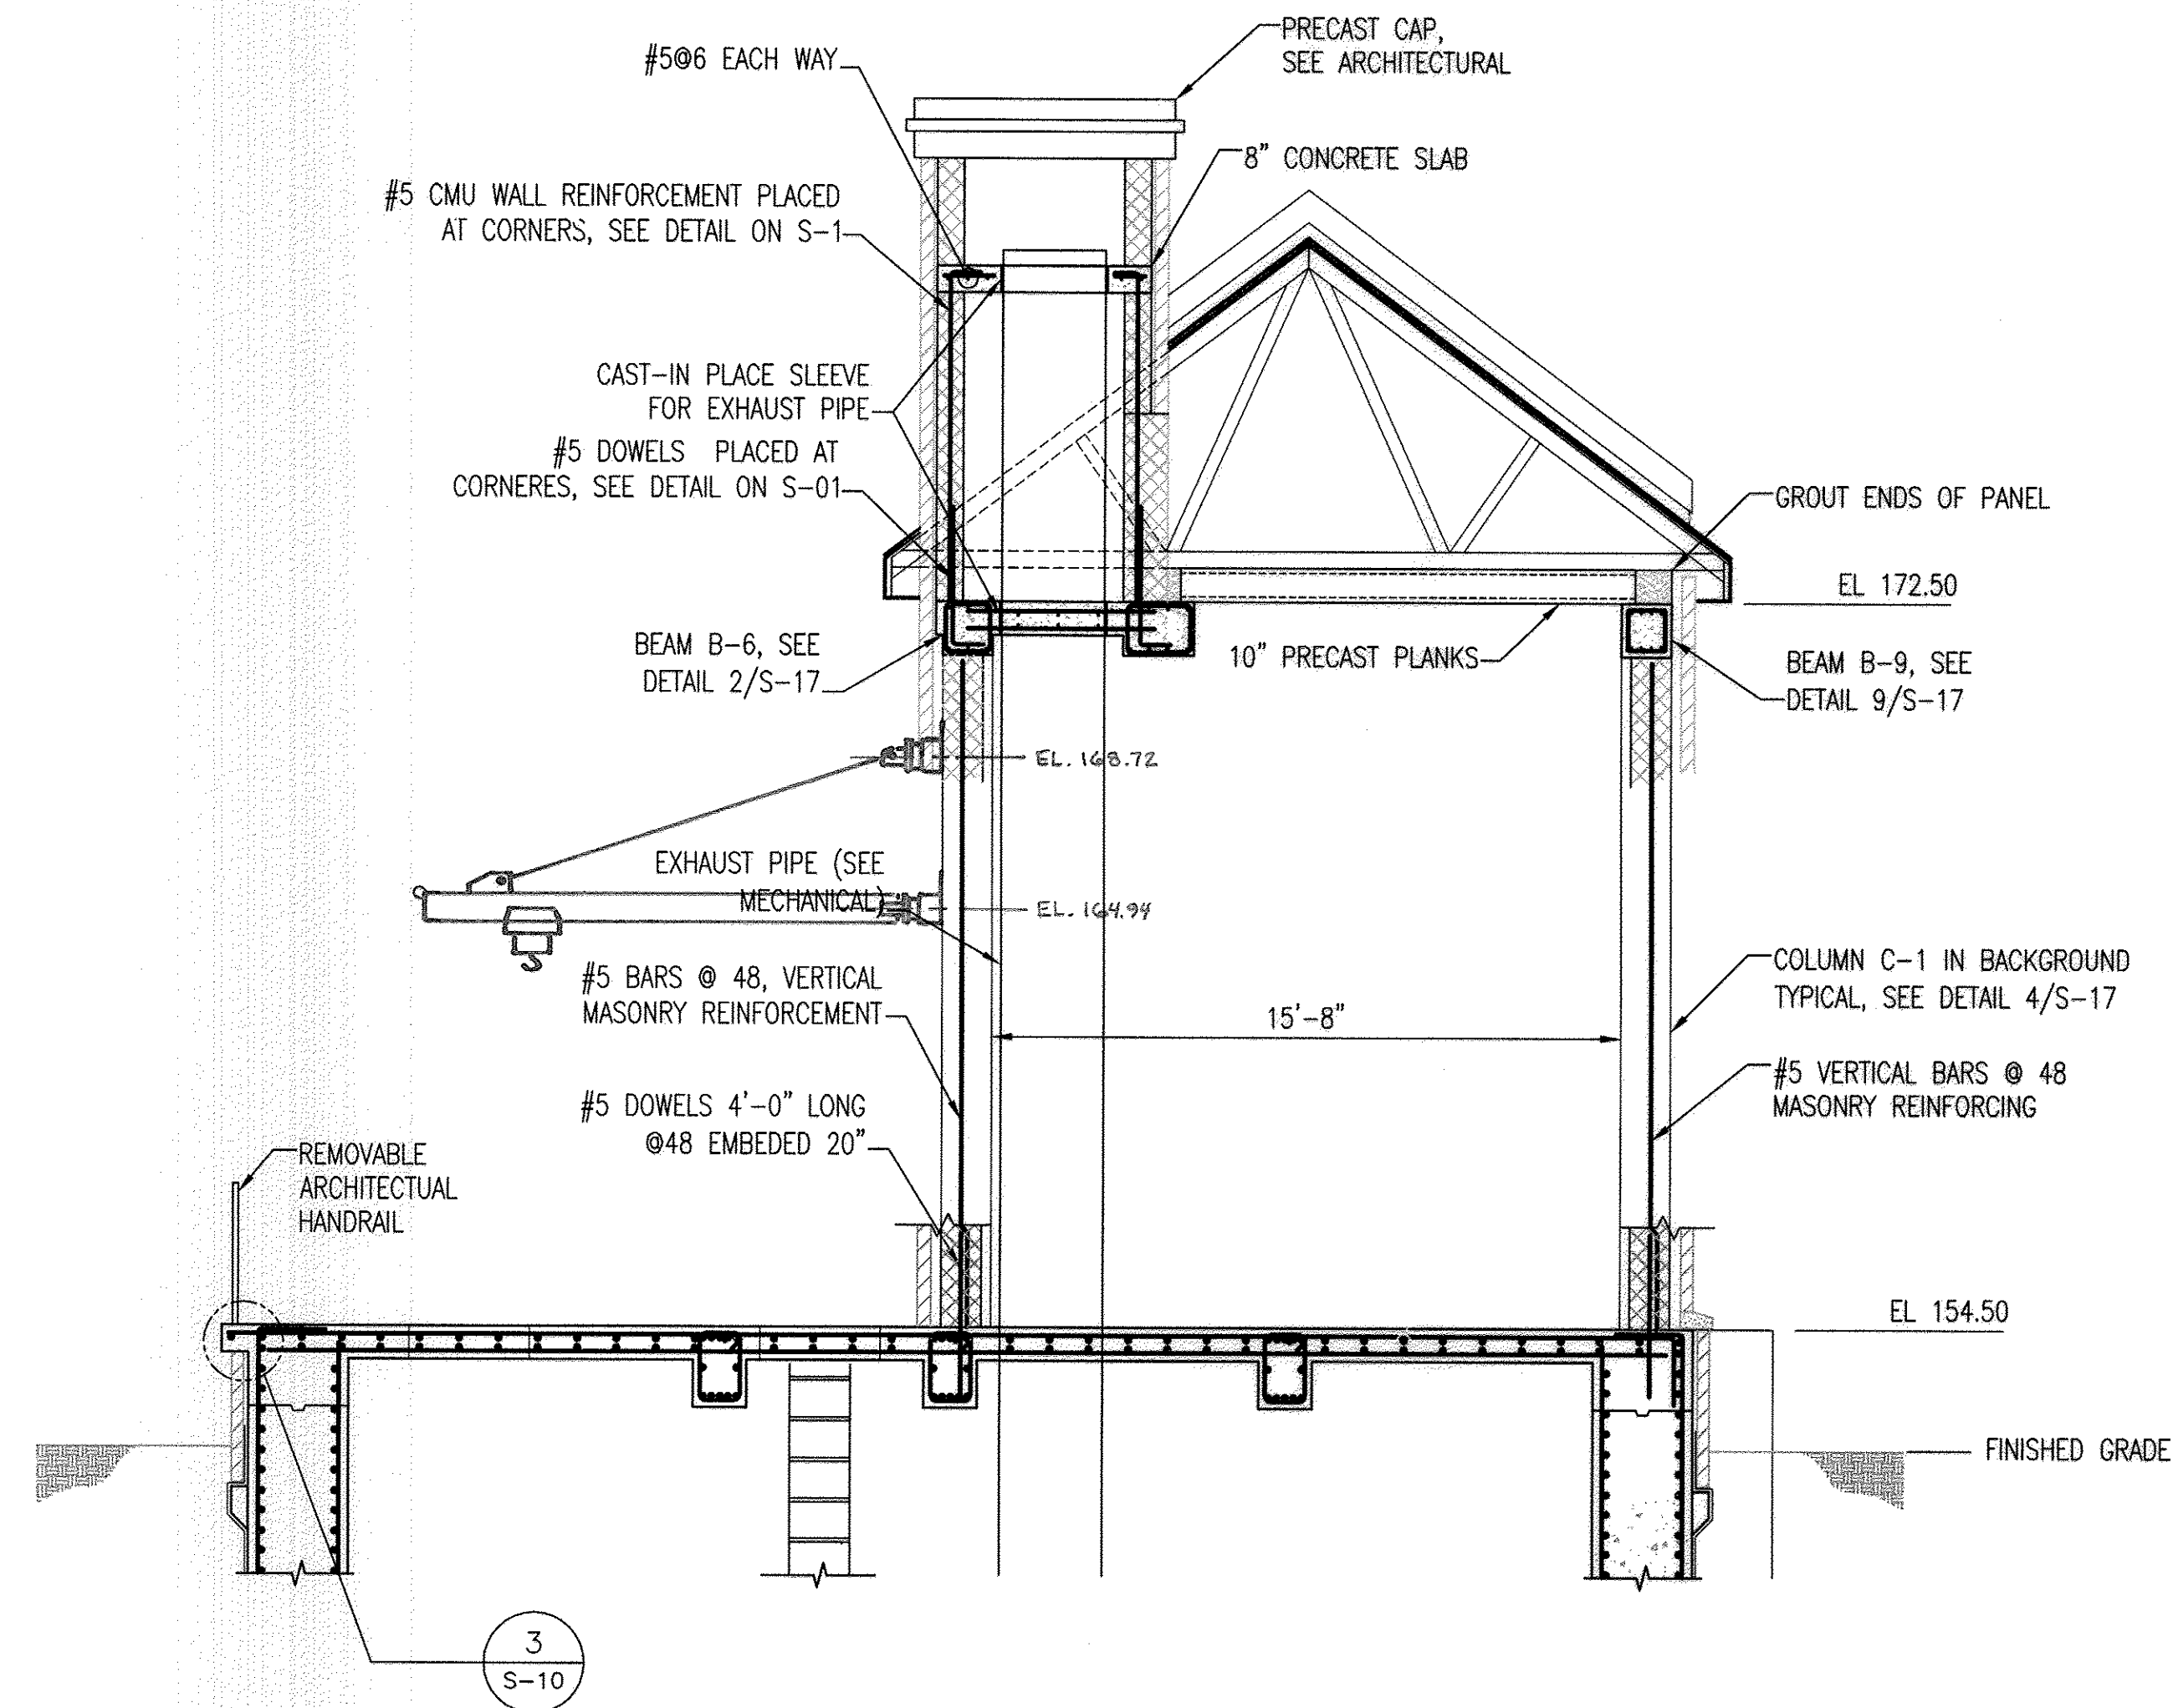 PRECAST CAP,
SEE ARCHITECTURAL
#5@6 EACH WAY
8" CONCRETE SLAB
#5 CMU WALL REINFORCEMENT PLACED
AT CORNERS, SEE DETAIL ON S-1
CAST-IN PLACE SLEEVE
FOR EXHAUST PIPE
#5 DOWELS PLACED AT
CORNERES, SEE DETAIL ON S-01
GROUT ENDS OF PANEL
EL 172.50
BEAM B-6, SEE
DETAIL 2/S-17
10" PRECAST PLANKS
BEAM B-9, SEE
DETAIL 9/S-17
EL. 168.72
EXHAUST PIPE (SEE
MECHANICAL)
EL. 164.94
#5 BARS @ 48, VERTICAL
MASONRY REINFORCEMENT
COLUMN C-1 IN BACKGROUND
TYPICAL, SEE DETAIL 4/S-17
15'-8"
#5 VERTICAL BARS @ 48
MASONRY REINFORCING
#5 DOWELS 4'-0" LONG
@48 EMBEDED 20"
REMOVABLE
ARCHITECTUAL
HANDRAIL
EL 154.50
FINISHED GRADE
3
S-10